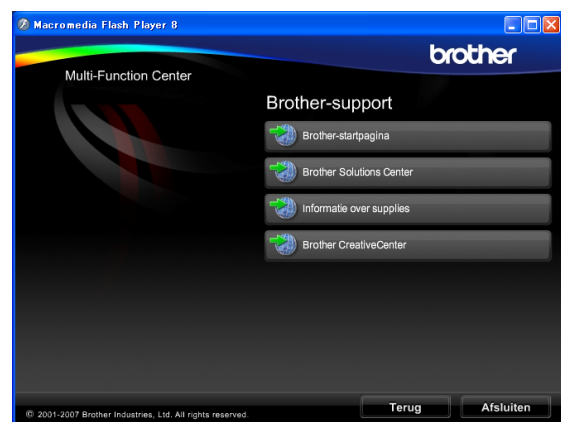 Macromedia Flash Player 8
brother
Multi-Function Center
Brother-support
Brother-startpagina
Brother Solutions Center
Informatie over supplies
Brother CreativeCenter
Terug
Afsluiten
© 2001-2007 Brother Industries, Ltd. All rights reserved.